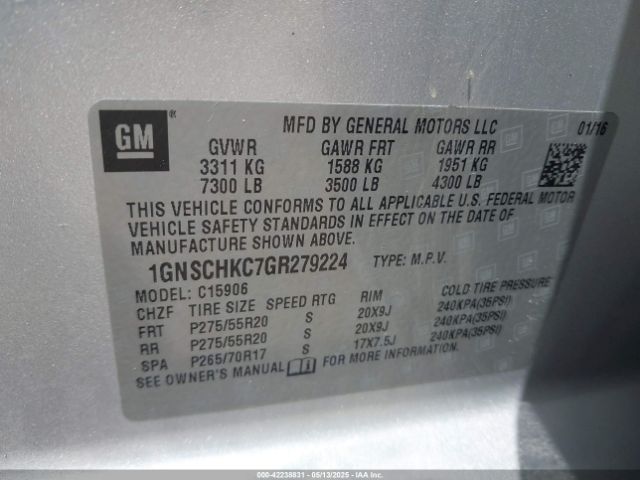 GM ®
MFD BY GENERAL MOTORS LLC 01/16
GVWR GAWR FRT GAWR RR
3311 KG 1588 KG 1951 KG
7300 LB 3500 LB 4300 LB
THIS VEHICLE CONFORMS TO ALL APPLICABLE U.S. FEDERAL MOTOR
VEHICLE SAFETY STANDARDS IN EFFECT ON THE DATE OF
MANUFACTURE SHOWN ABOVE.
1GNSCHKC7GR279224 TYPE: M.P.V.
MODEL: C15906
CHZF TIRE SIZE SPEED RTG RIM
FRT P275/55R20 S 20X9J 240KPA(35PSI)
RR P275/55R20 S 20X9J 240KPA(35PSI)
SPA P265/70R17 S 17X7.5J 240KPA(35PSI)
SEE OWNER'S MANUAL FOR MORE INFORMATION.
000-42238831 - 05/13/2025 - IAA Inc.